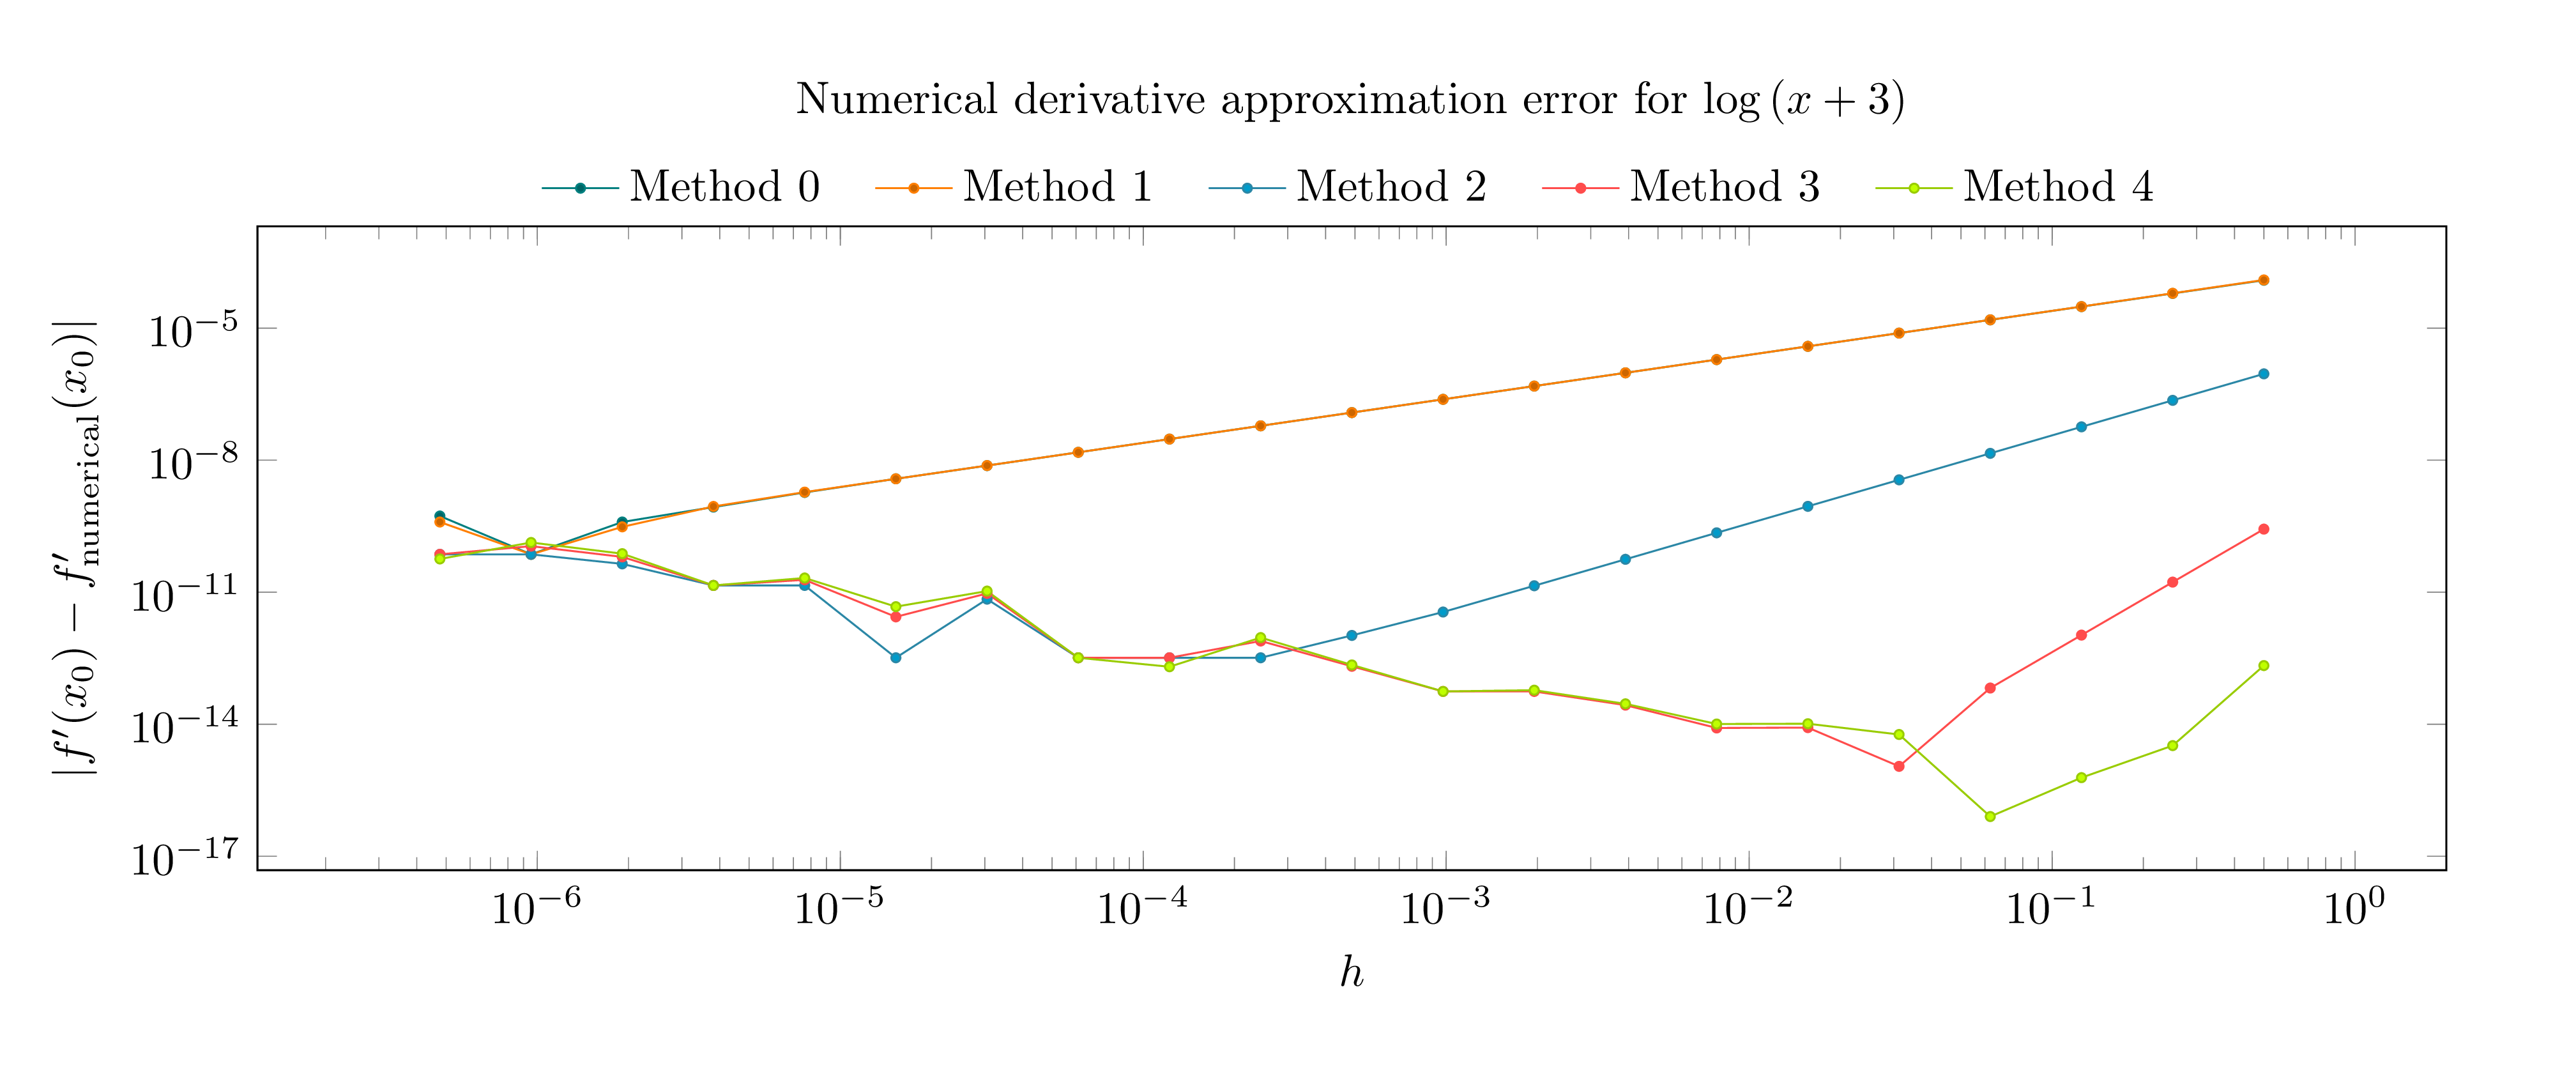 Numerical derivative approximation error for log (x + 3)
Method 0 Method 1 Method 2 Method 3 Method 4
|f′(x₀) − f′numerical(x₀)|
10⁻⁵
10⁻⁸
10⁻¹¹
10⁻¹⁴
10⁻¹⁷
10⁻⁶ 10⁻⁵ 10⁻⁴ 10⁻³ 10⁻² 10⁻¹ 10⁰
h